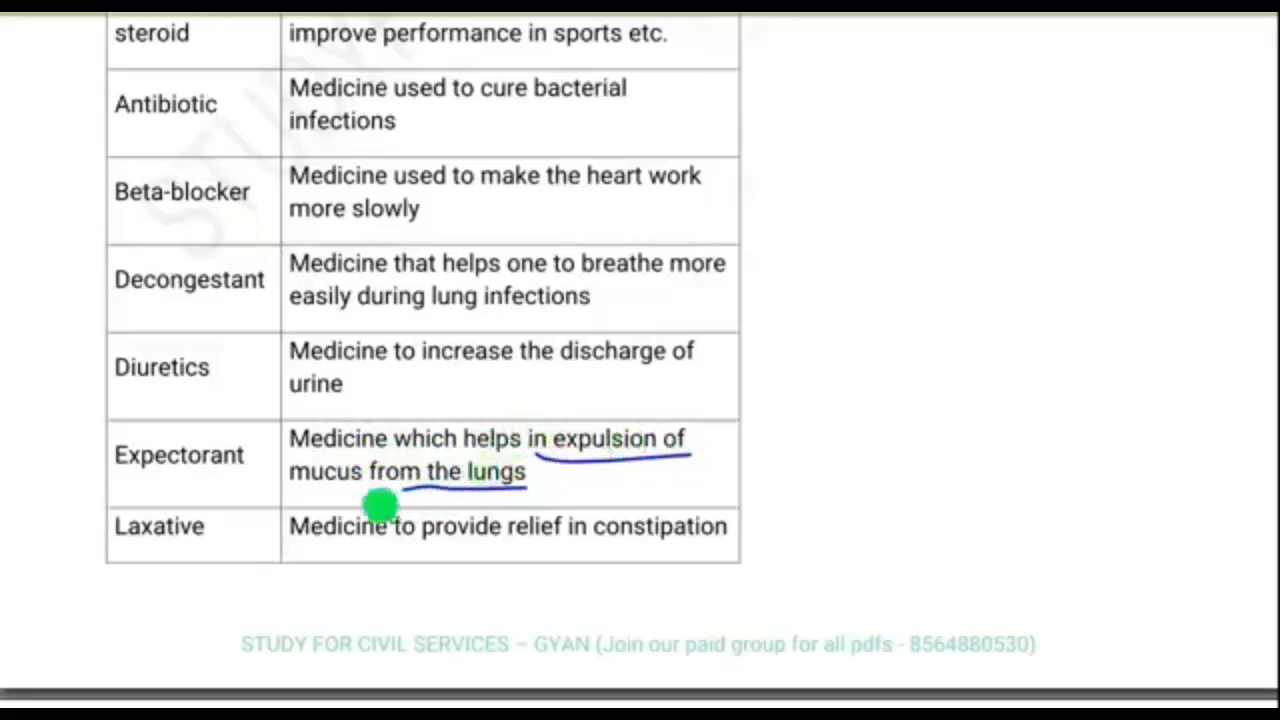 steroid
improve performance in sports etc.
Antibiotic
Medicine used to cure bacterial
infections
Beta-blocker
Medicine used to make the heart work
more slowly
Decongestant
Medicine that helps one to breathe more
easily during lung infections
Diuretics
Medicine to increase the discharge of
urine
Expectorant
Medicine which helps in expulsion of
mucus from the lungs
Laxative
Medicine to provide relief in constipation
STUDY FOR CIVIL SERVICES – GYAN (Join our paid group for all pdfs - 8564880530)
STUDY